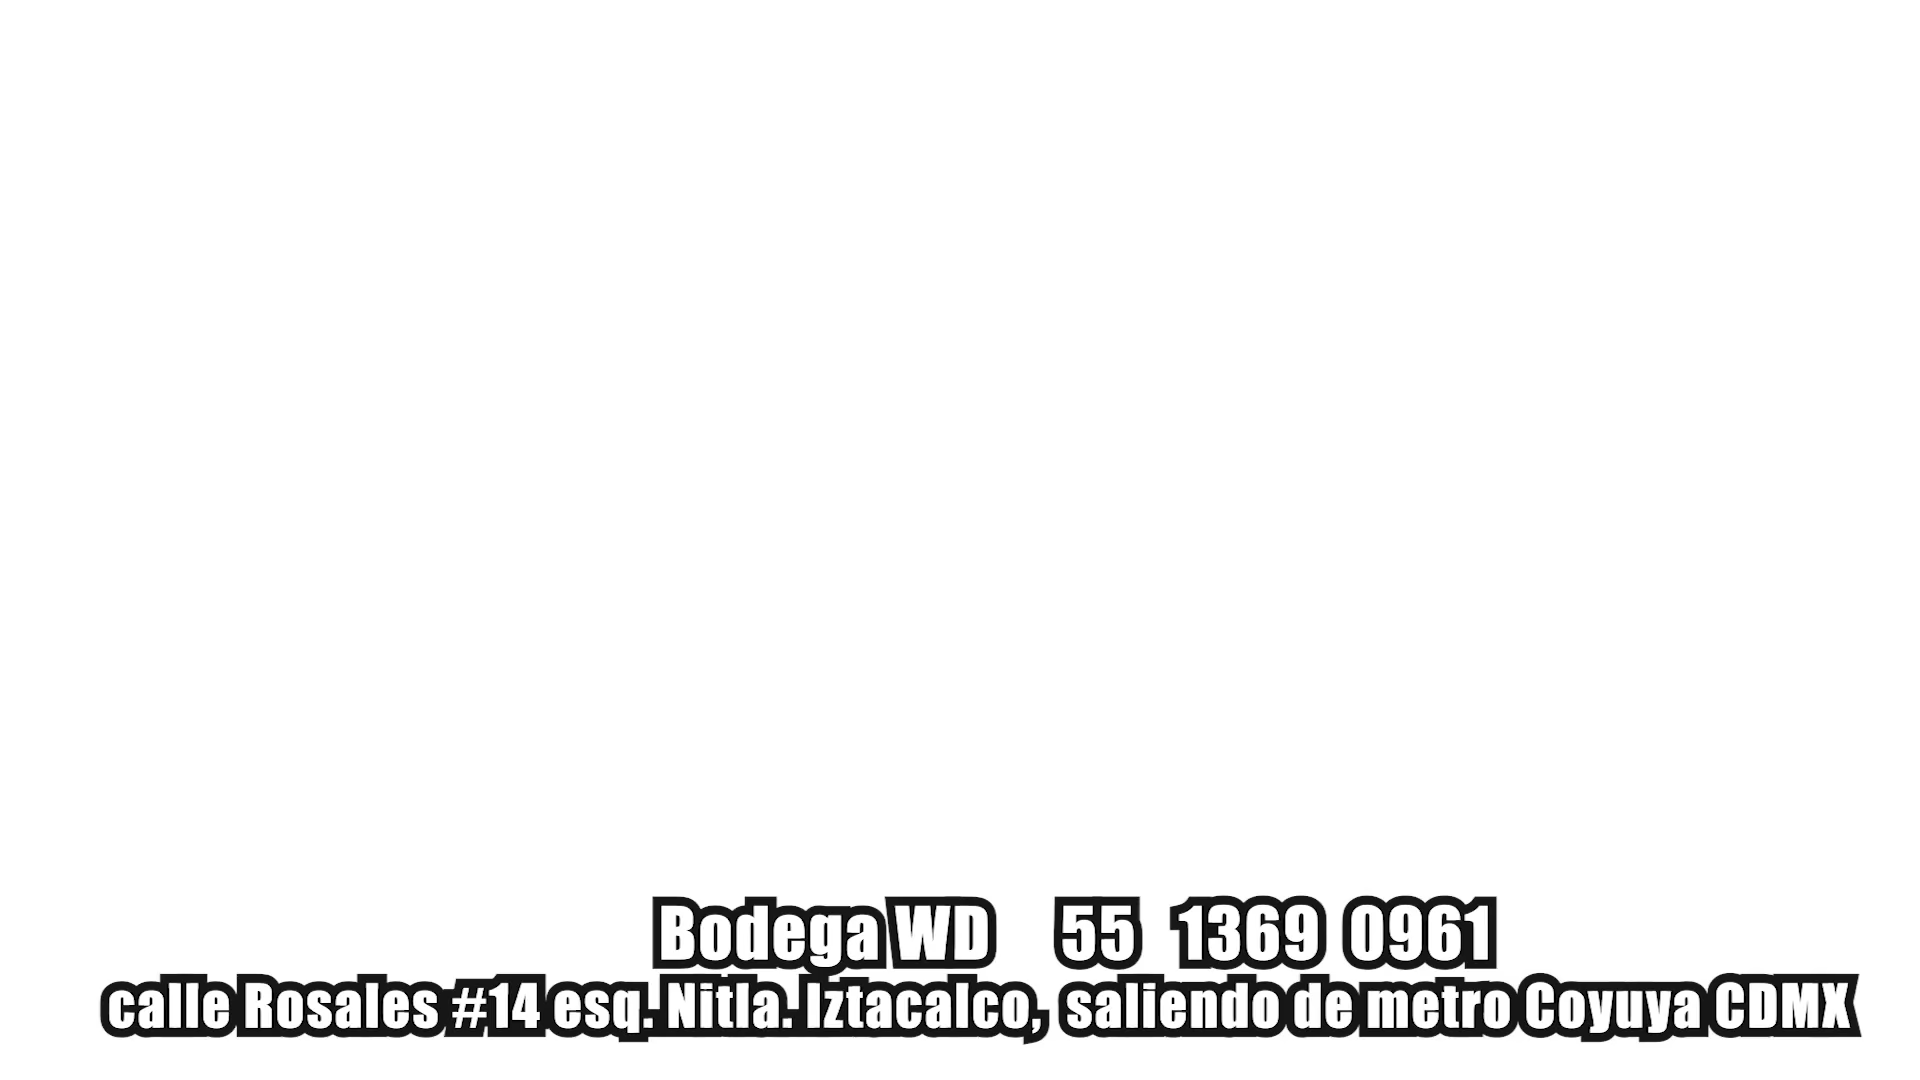 Bodega WD 55 1369 0961
calle Rosales #14 esq. Nitla. Iztacalco, saliendo de metro Coyuya CDMX